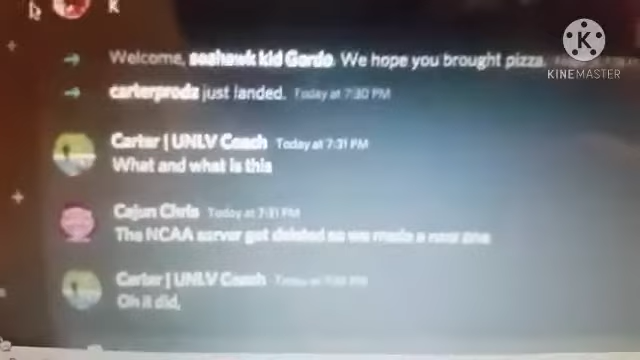 K
Welcome, seahawk kid Gordo. We hope you brought pizza.
KINEMASTER
carterprodz just landed. Today at 7:30 PM
Carter | UNLV Coach Today at 7:31 PM
What and what is this
Cajun Chris Today at 7:31 PM
The NCAA server got deleted so we made a new one
Carter | UNLV Coach Today at
Oh it did,